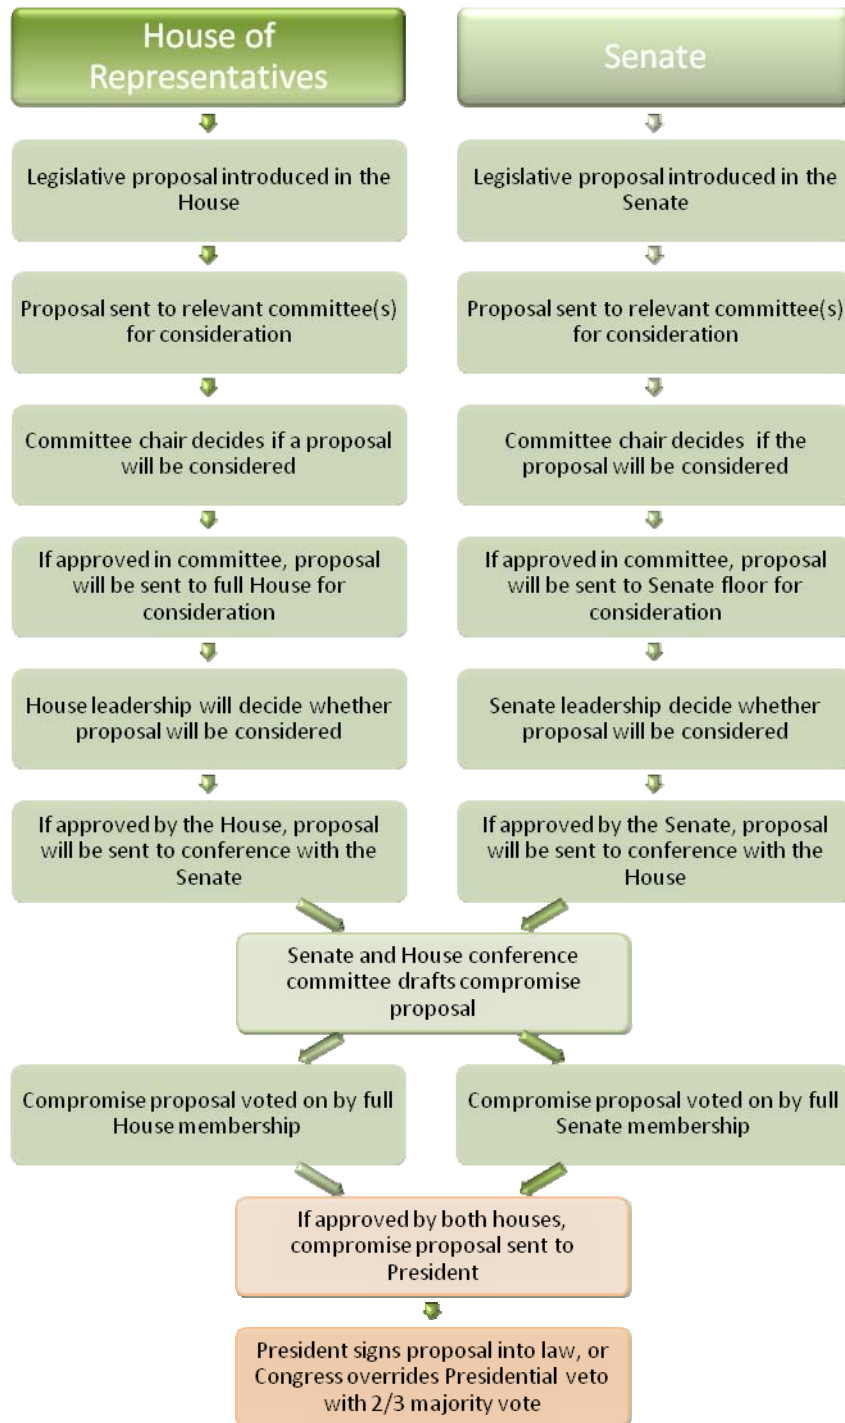 House of
Representatives
Senate
Legislative proposal introduced in the
House
Legislative proposal introduced in the
Senate
Proposal sent to relevant committee(s)
for consideration
Proposal sent to relevant committee(s)
for consideration
Committee chair decides if a proposal
will be considered
Committee chair decides if the
proposal will be considered
If approved in committee, proposal
will be sent to full House for
consideration
If approved in committee, proposal
will be sent to Senate floor for
consideration
House leadership will decide whether
proposal will be considered
Senate leadership decide whether
proposal will be considered
If approved by the House, proposal
will be sent to conference with the
Senate
If approved by the Senate, proposal
will be sent to conference with the
House
Senate and House conference
committee drafts compromise
proposal
Compromise proposal voted on by full
House membership
Compromise proposal voted on by full
Senate membership
If approved by both houses,
compromise proposal sent to
President
President signs proposal into law, or
Congress overrides Presidential veto
with 2/3 majority vote